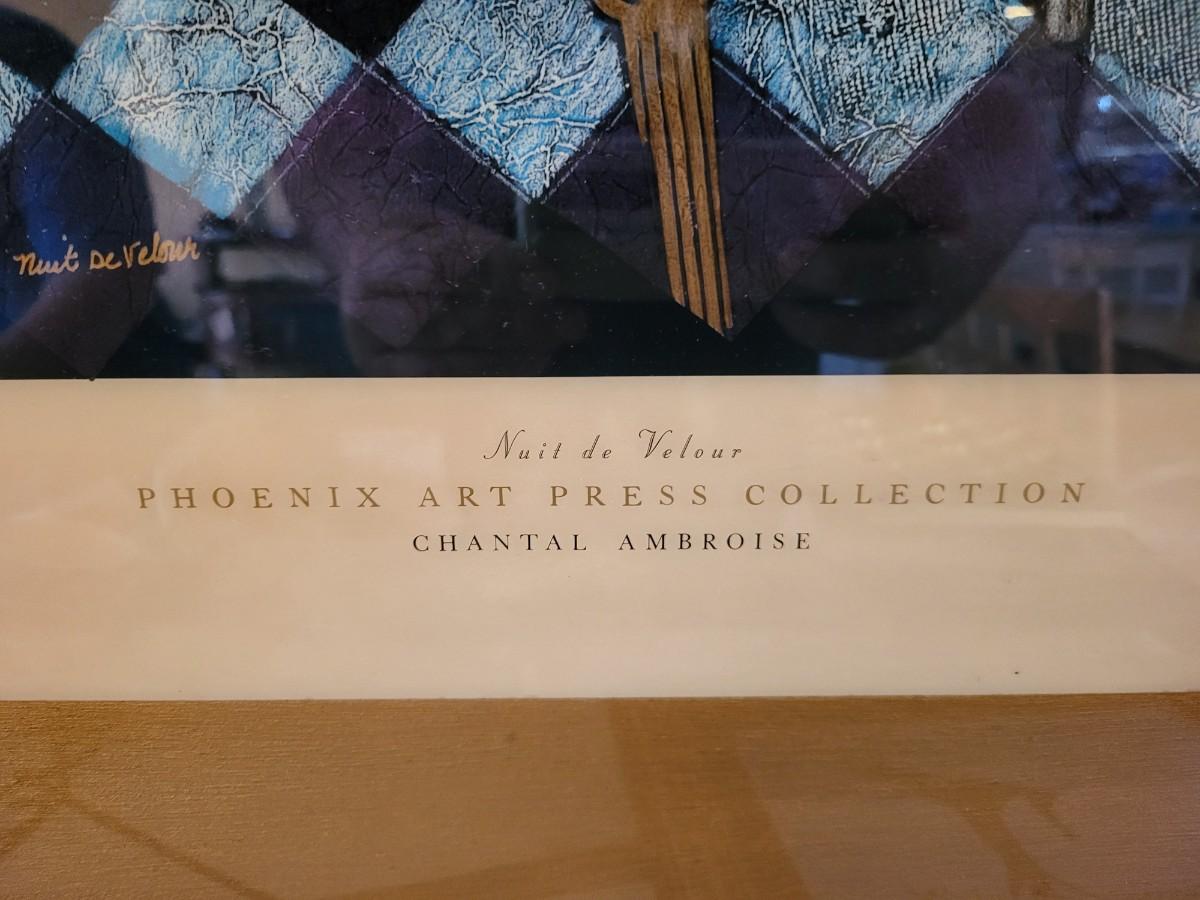 Nuit De Velour
Nuit de Velour
PHOENIX ART PRESS COLLECTION
CHANTAL AMBROISE